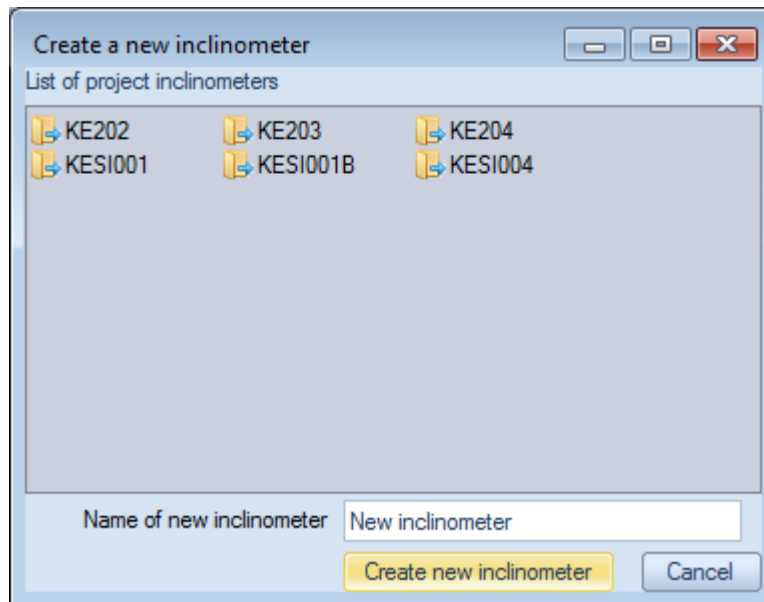 Create a new inclinometer
List of project inclinometers
KE202 KE203 KE204
KESI001 KESI001B KESI004
Name of new inclinometer New inclinometer
Create new inclinometer Cancel